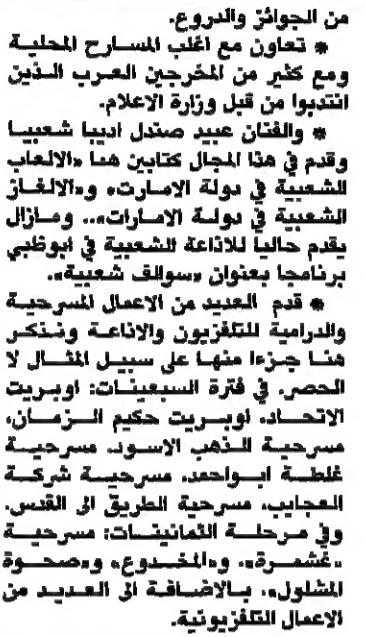 من الجوائز والدروع.
* تعاون مع اغلب المسارح المحلية
ومع كثير من المخرجين العرب الذين
انتدبوا من قبل وزارة الاعلام.
* والفنان عبيد صندل اديبا شعبيا
وقدم في هذا المجال كتابين هما «الالعاب
الشعبية في دولة الامارت» و«الالغاز
الشعبية في دولة الامارات».. ومازال
يقدم حاليا للاذاعة الشعبية في ابوظبي
برنامجا بعنوان «سوالف شعبية».
* قدم العديد من الاعمال المسرحية
والدرامية للتلفزيون والاذاعة ونذكر
هنا جزءا منها على سبيل المثال لا
الحصر. في فترة السبعينات: اوبريت
الاتحاد، اوبريت حكيم الزمان،
مسرحية الذهب الاسود، مسرحية
غلطة ابواحمد، مسرحية شركة
العجايب، مسرحية الطريق الى القدس.
وفي مرحلة الثمانينات: مسرحية
«غشمرة»، و«المخدوع» و«صحوة
المشلول»، بالاضافة الى العديد من
الاعمال التلفزيونية.